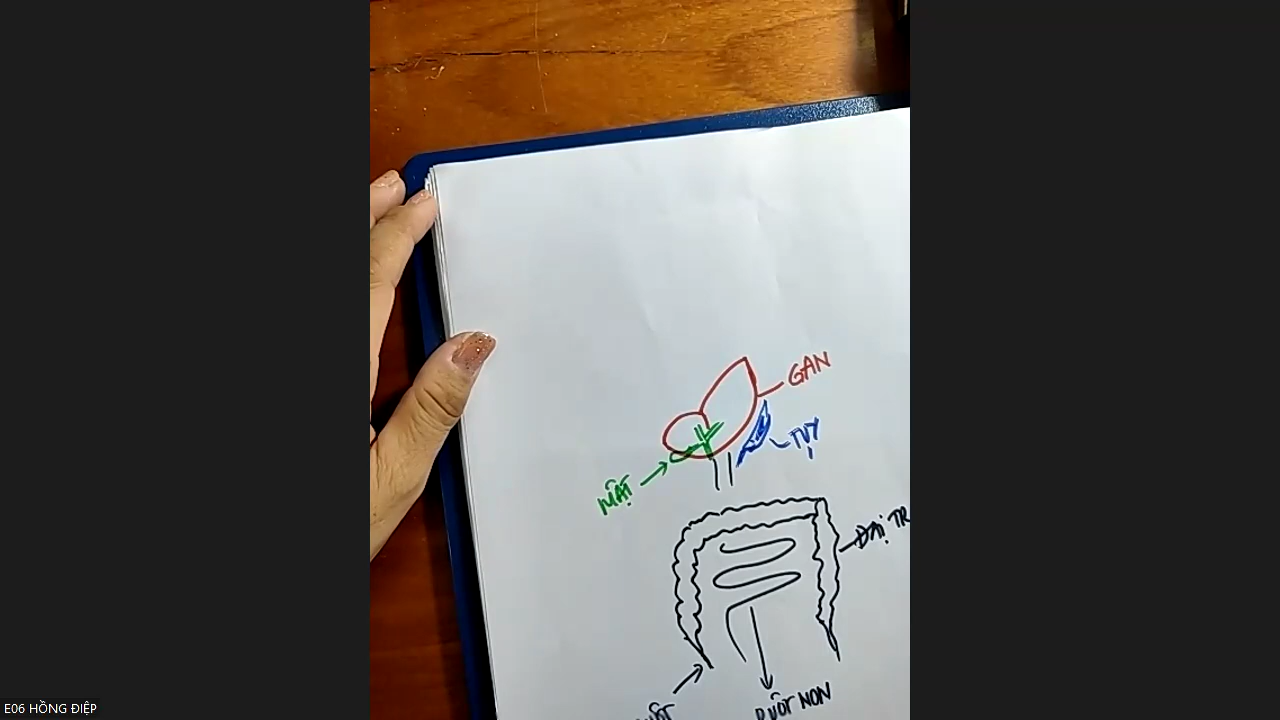 GAN
TỤY
MẬT
ĐẠI TR
RUỘT NON
E06 HỒNG ĐIỆP